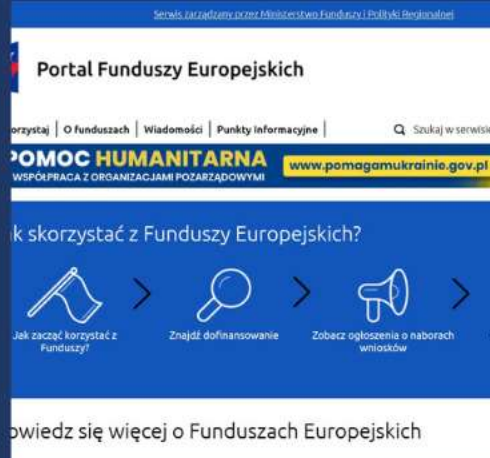 Serwis zarządzany przez Ministerstwo Funduszy i Polityki Regionalnej
Portal Funduszy Europejskich
orzystaj | O funduszach | Wiadomości | Punkty Informacyjne |
Szukaj w serwisie
POMOC HUMANITARNA
WSPÓŁPRACA Z ORGANIZACJAMI POZARZĄDOWYMI
www.pomagamukrainie.gov.pl
k skorzystać z Funduszy Europejskich?
Jak zacząć korzystać z
Funduszy?
Znajdź dofinansowanie
Zobacz ogłoszenia o naborach
wniosków
owiedz się więcej o Funduszach Europejskich